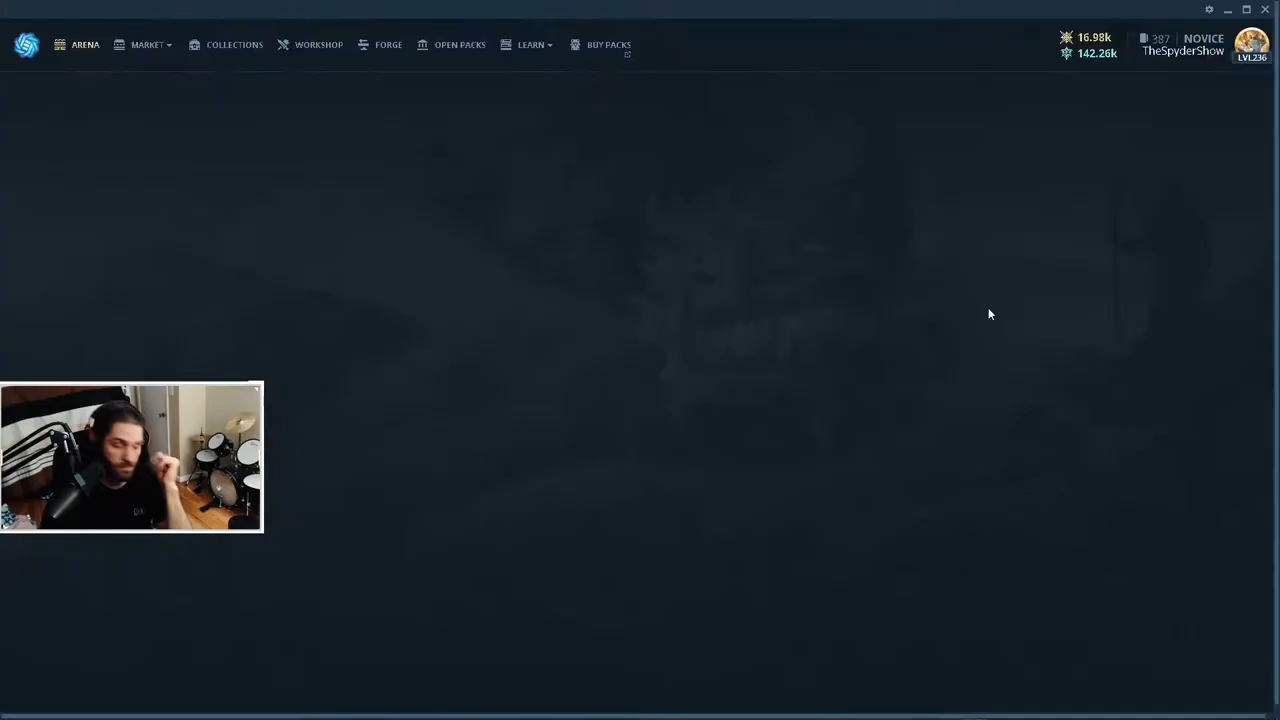 ARENA MARKET COLLECTIONS WORKSHOP FORGE OPEN PACKS LEARN BUY PACKS
16.98k 387 NOVICE
142.26k TheSpyderShow
LVL236